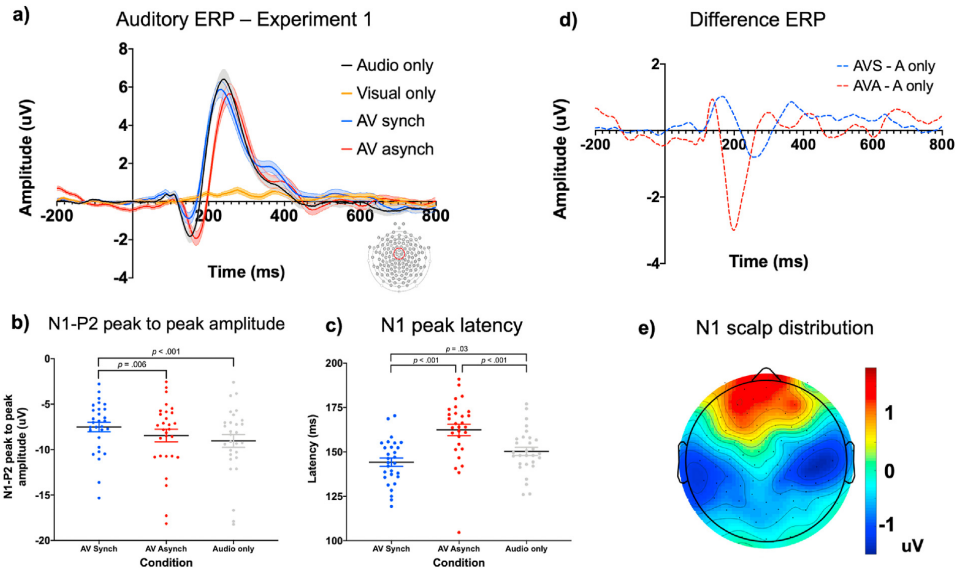 a)
Auditory ERP – Experiment 1
Amplitude (uV)
8
6
4
2
0
-2
-4
-200
200
400
600
800
Time (ms)
Audio only
Visual only
AV synch
AV asynch
d)
Difference ERP
Amplitude (uV)
2
0
-2
-4
-200
0
200
400
600
800
Time (ms)
AVS - A only
AVA - A only
b)
N1-P2 peak to peak amplitude
p < .001
p = .006
N1-P2 peak to peak
amplitude (uV)
0
-5
-10
-15
-20
AV Synch
AV Asynch
Audio only
Condition
c)
N1 peak latency
p = .03
p < .001
p < .001
Latency (ms)
200
175
150
125
100
AV Synch
AV Asynch
Audio only
Condition
e)
N1 scalp distribution
1
0
-1
uV